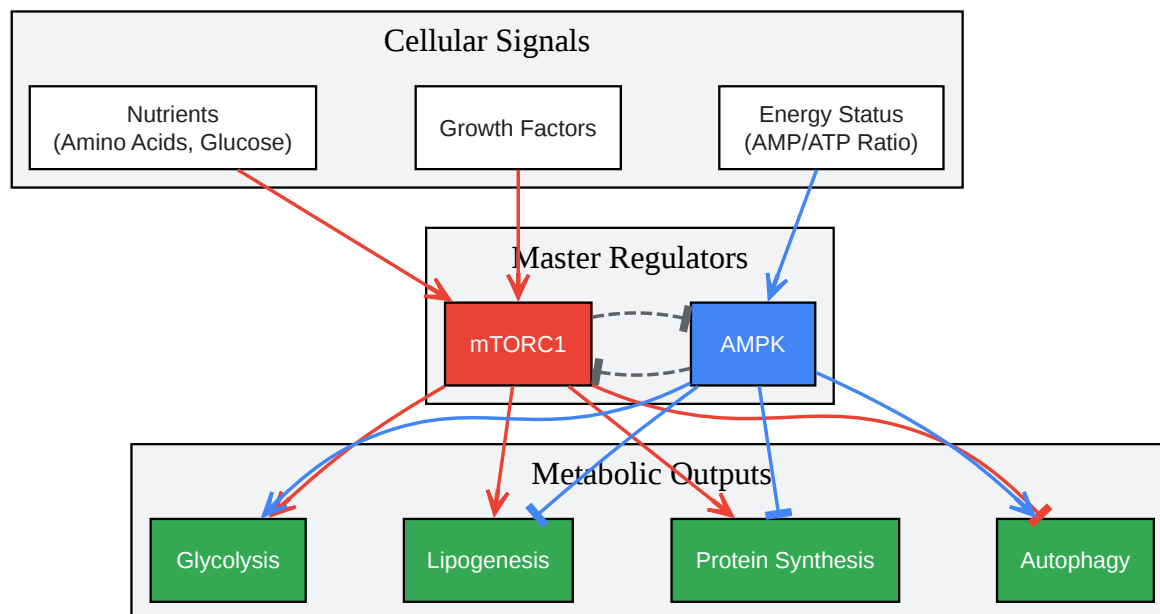 Cellular Signals
Nutrients
(Amino Acids, Glucose)
Growth Factors
Energy Status
(AMP/ATP Ratio)
Master Regulators
mTORC1
AMPK
Metabolic Outputs
Glycolysis
Lipogenesis
Protein Synthesis
Autophagy